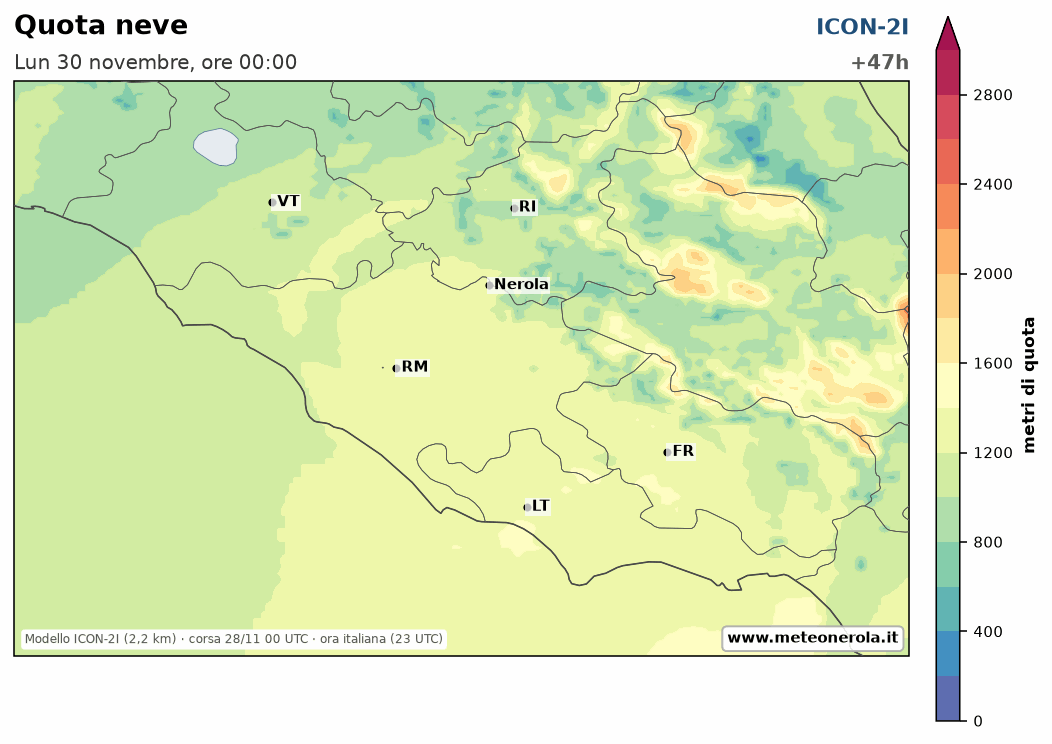 Quota neve
ICON-2I
Lun 30 novembre, ore 00:00
+47h
VT
RI
Nerola
RM
FR
LT
2800
2400
2000
1600
1200
800
400
0
metri di quota
Modello ICON-2I (2,2 km) · corsa 28/11 00 UTC · ora italiana (23 UTC)
www.meteonerola.it